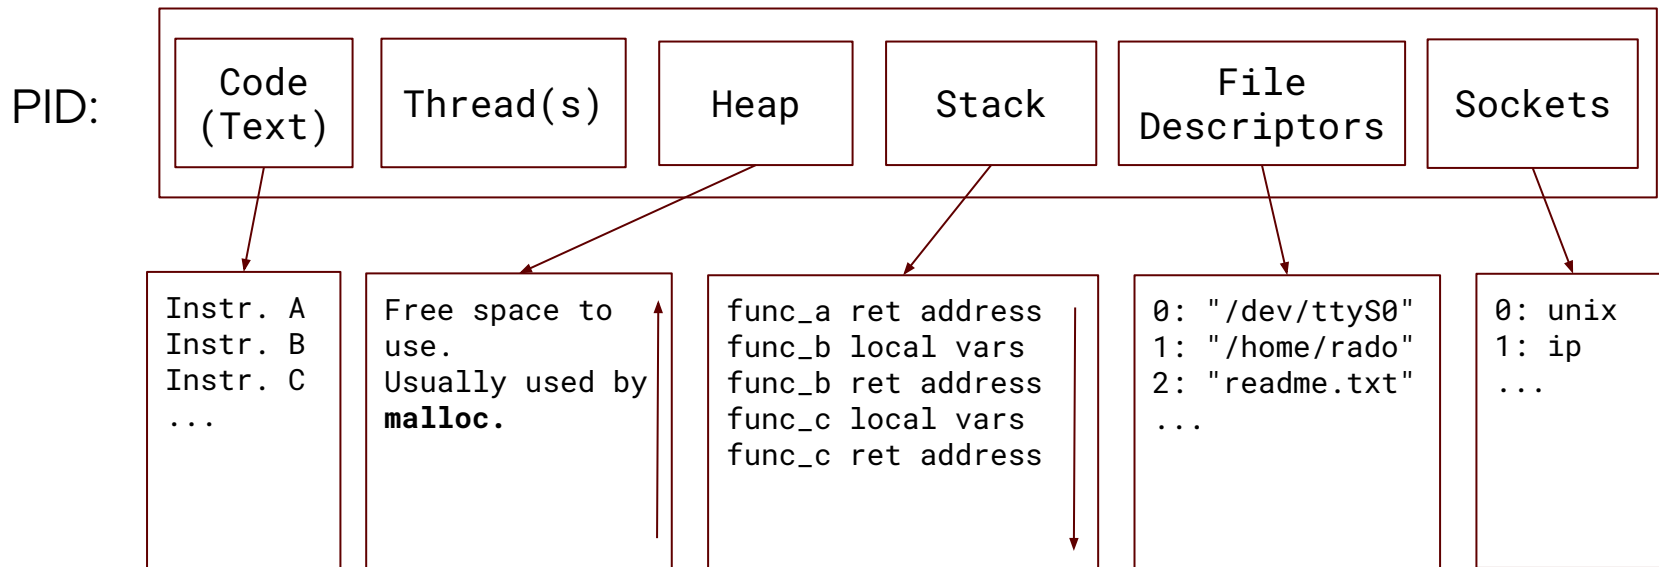 PID:
Code
(Text)
Thread(s)
Heap
Stack
File
Descriptors
Sockets
Instr. A
Instr. B
Instr. C
...
Free space to
use.
Usually used by
malloc.
func_a ret address
func_b local vars
func_b ret address
func_c local vars
func_c ret address
0: "/dev/ttyS0"
1: "/home/rado"
2: "readme.txt"
...
0: unix
1: ip
...